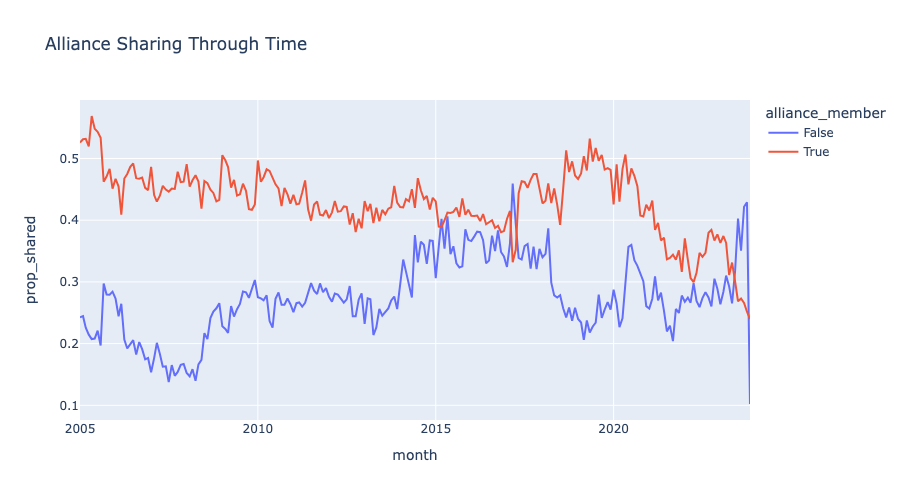 Alliance Sharing Through Time
alliance_member
False
True
prop_shared
0.5
0.4
0.3
0.2
0.1
2005
2010
2015
2020
month